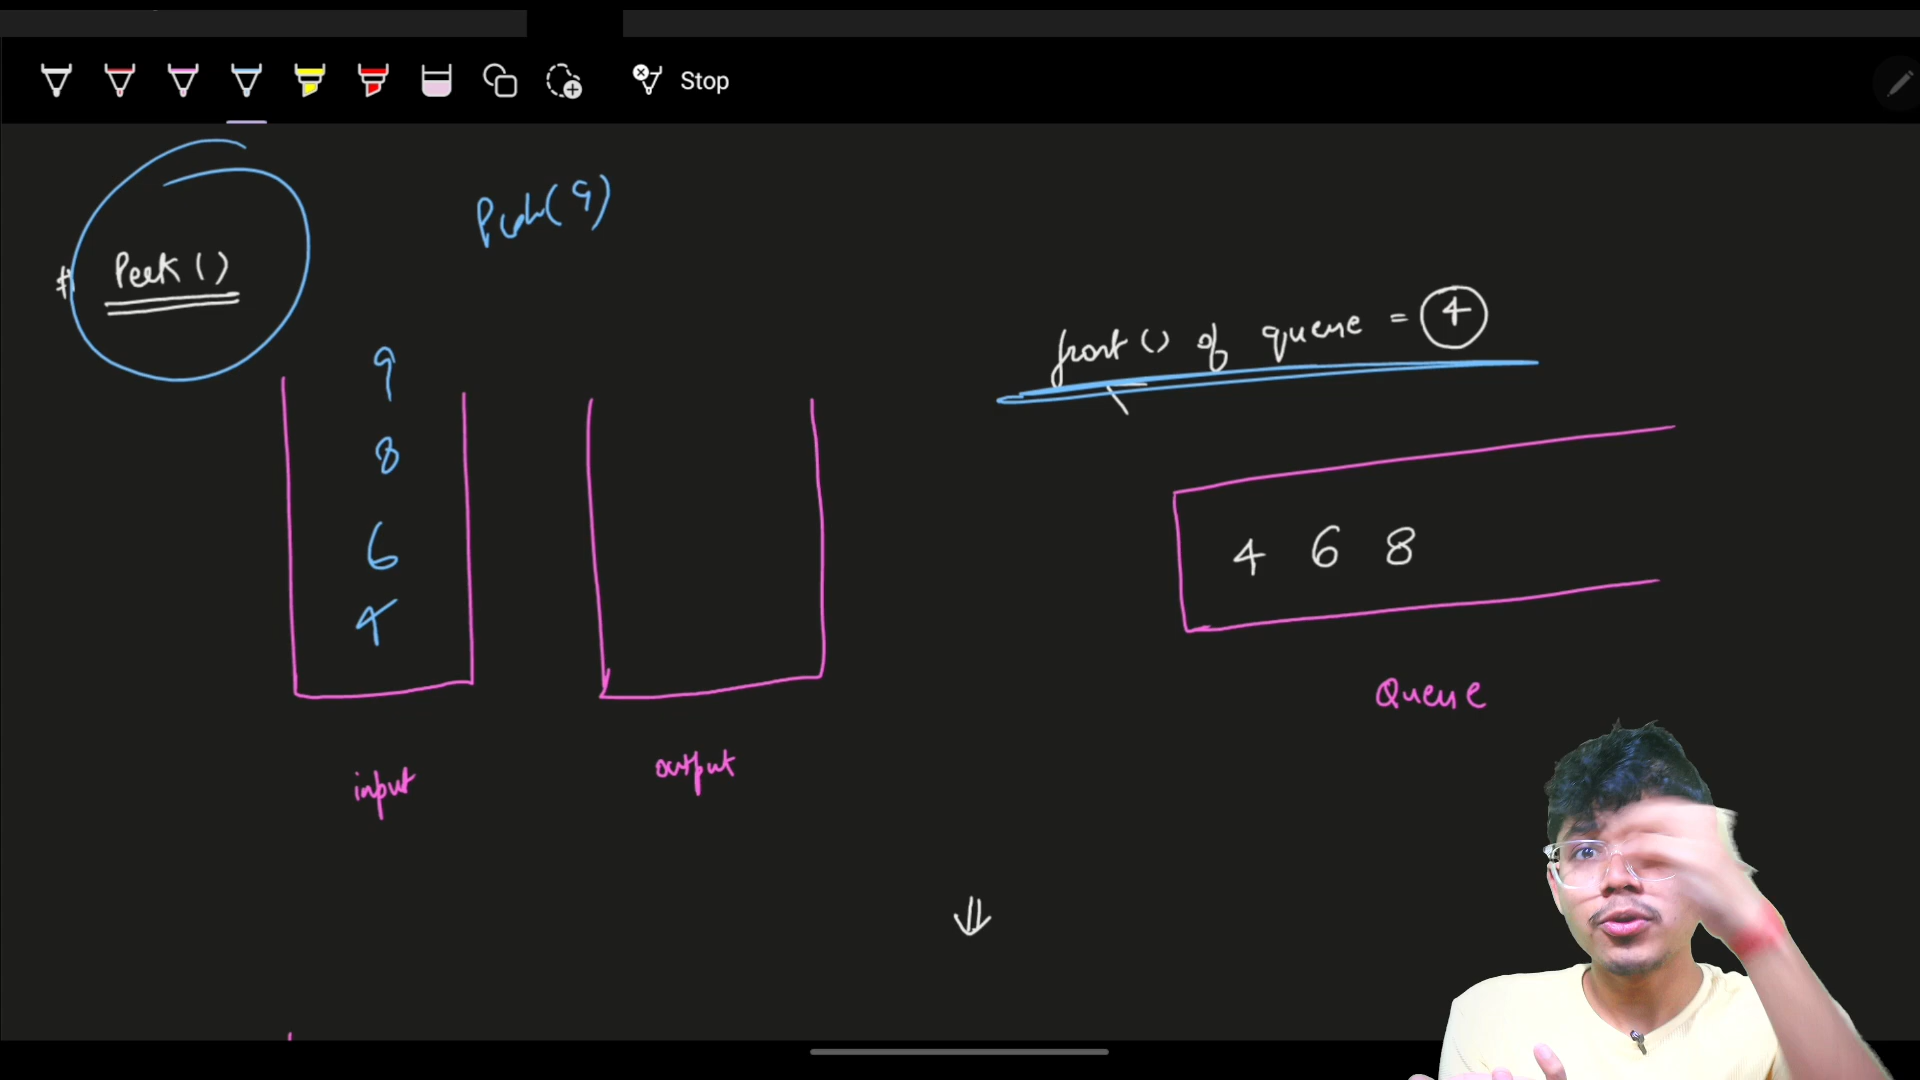 Stop
Push(9)
# Peek()
front() of queue = 4
9
8
6
4
4 6 8
Queue
input
output